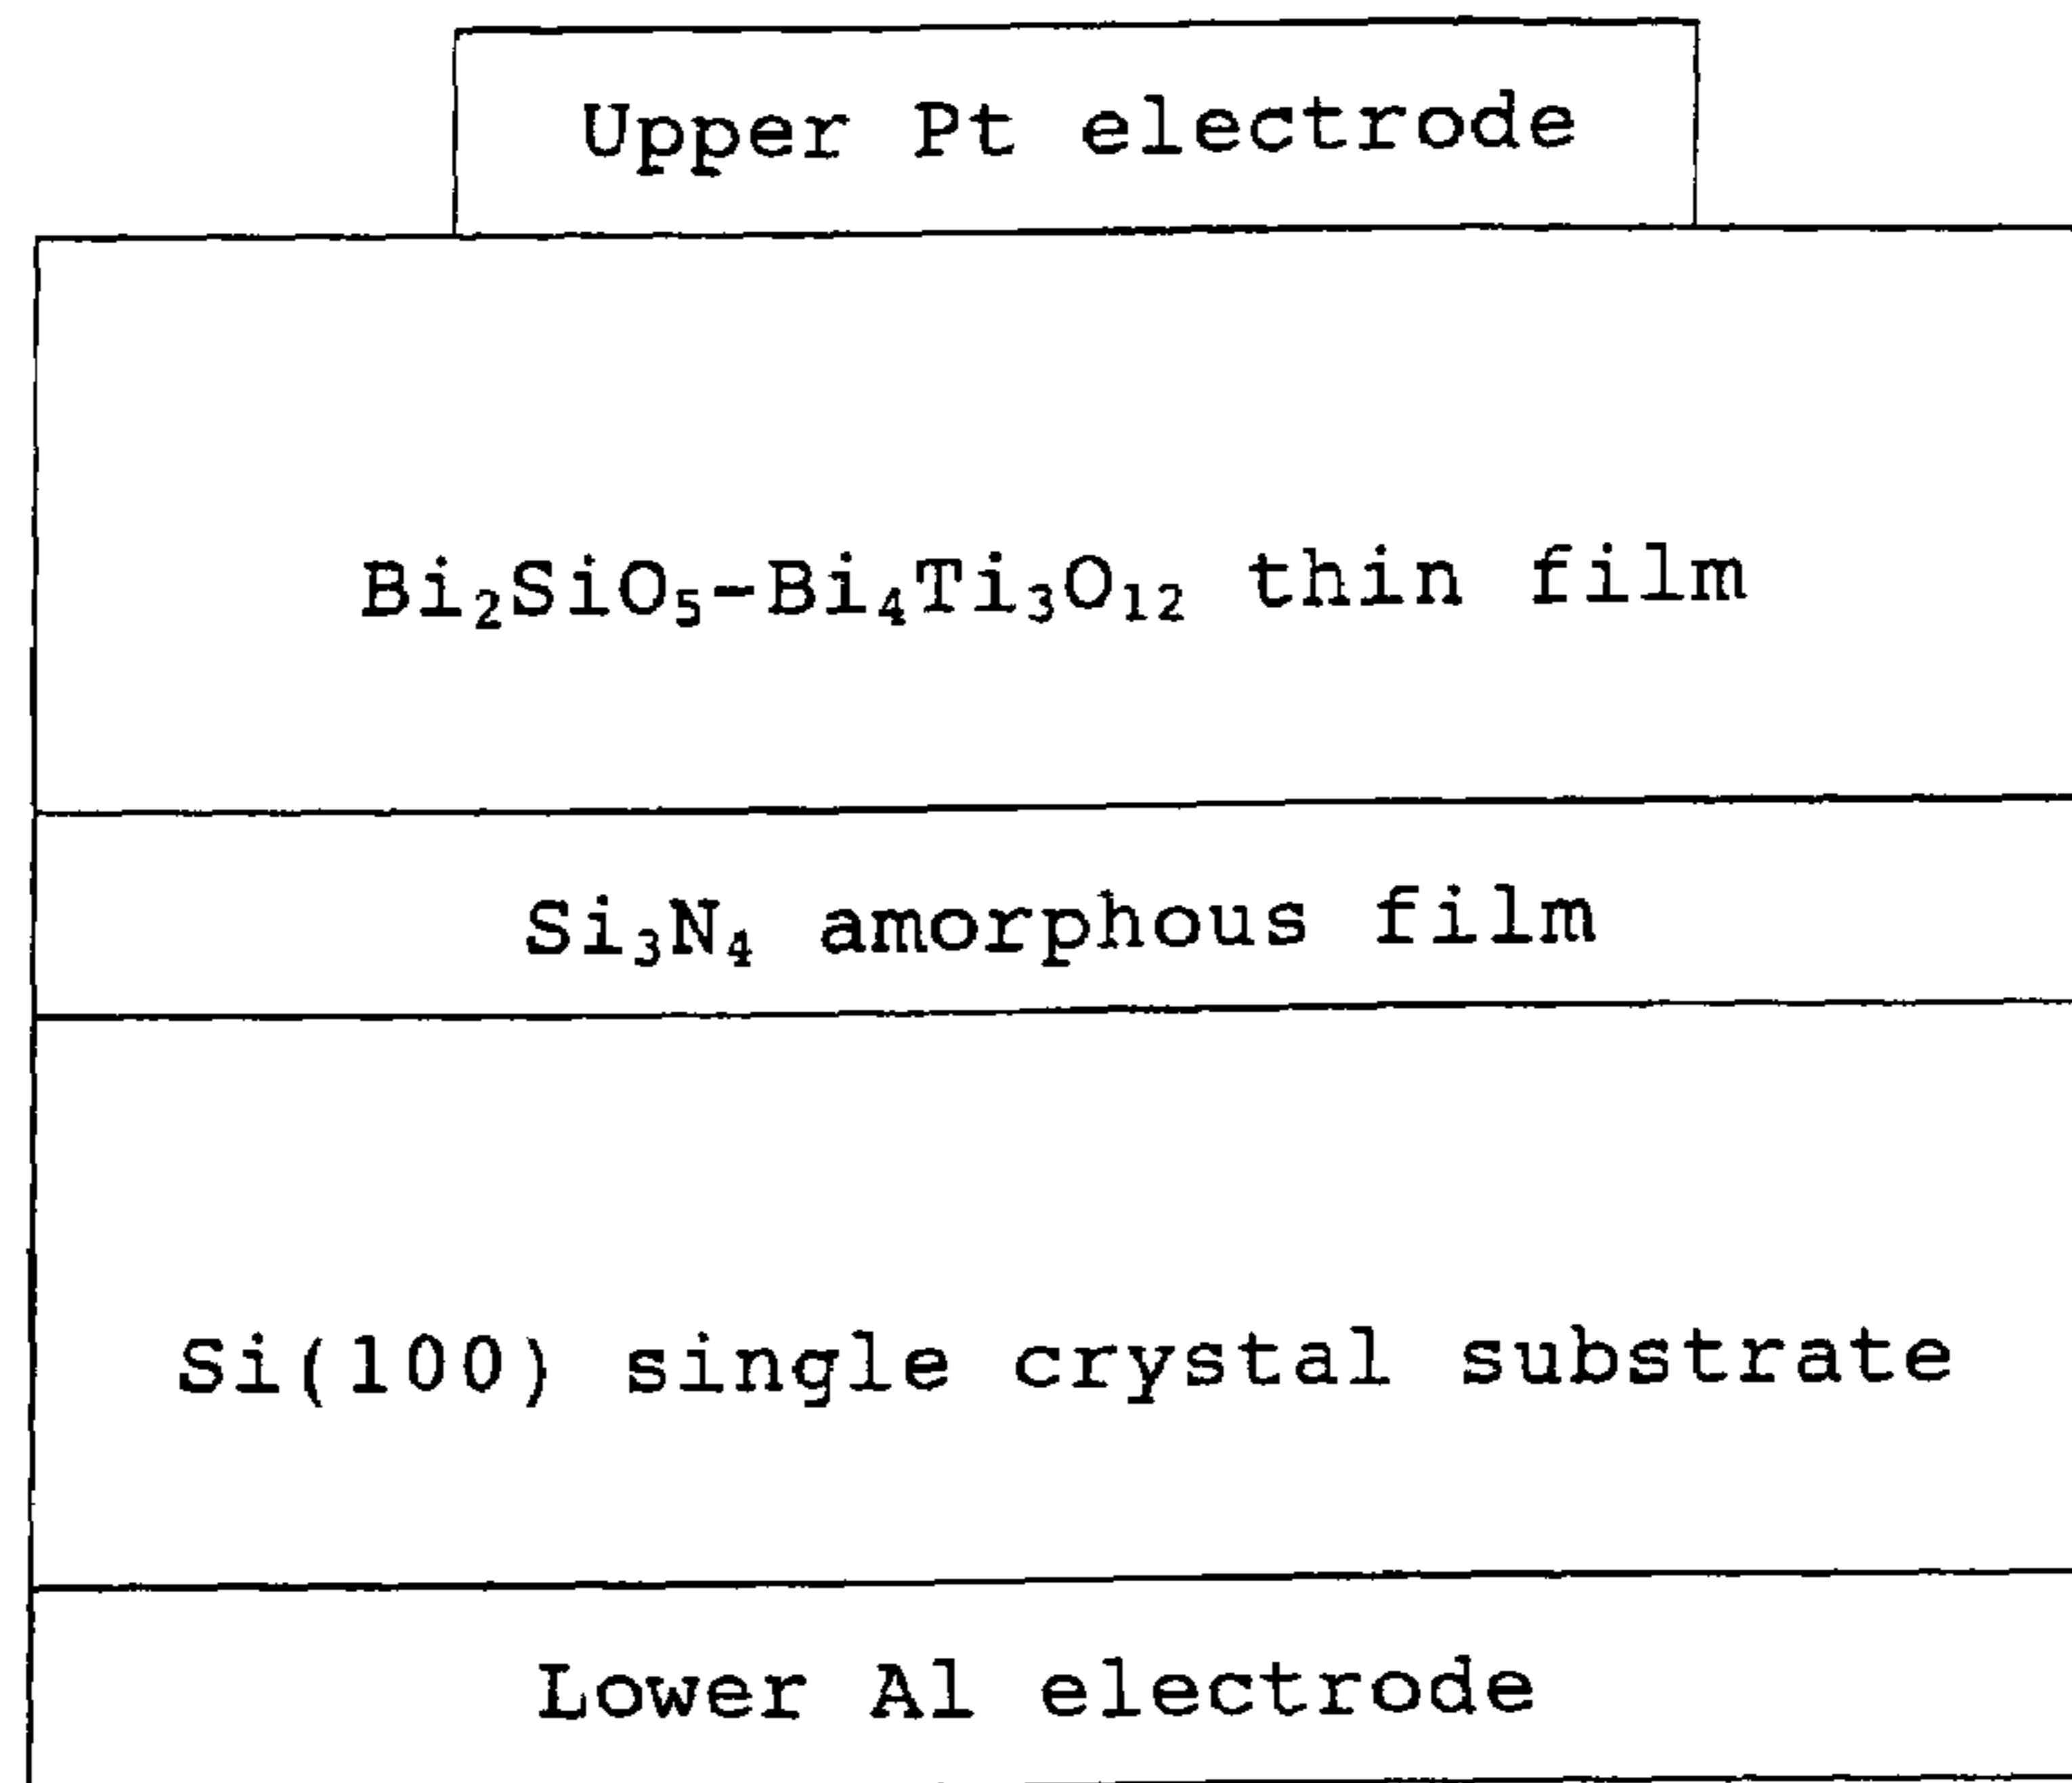 Upper Pt electrode
Bi₂SiO₅-Bi₄Ti₃O₁₂ thin film
Si₃N₄ amorphous film
Si(100) single crystal substrate
Lower Al electrode